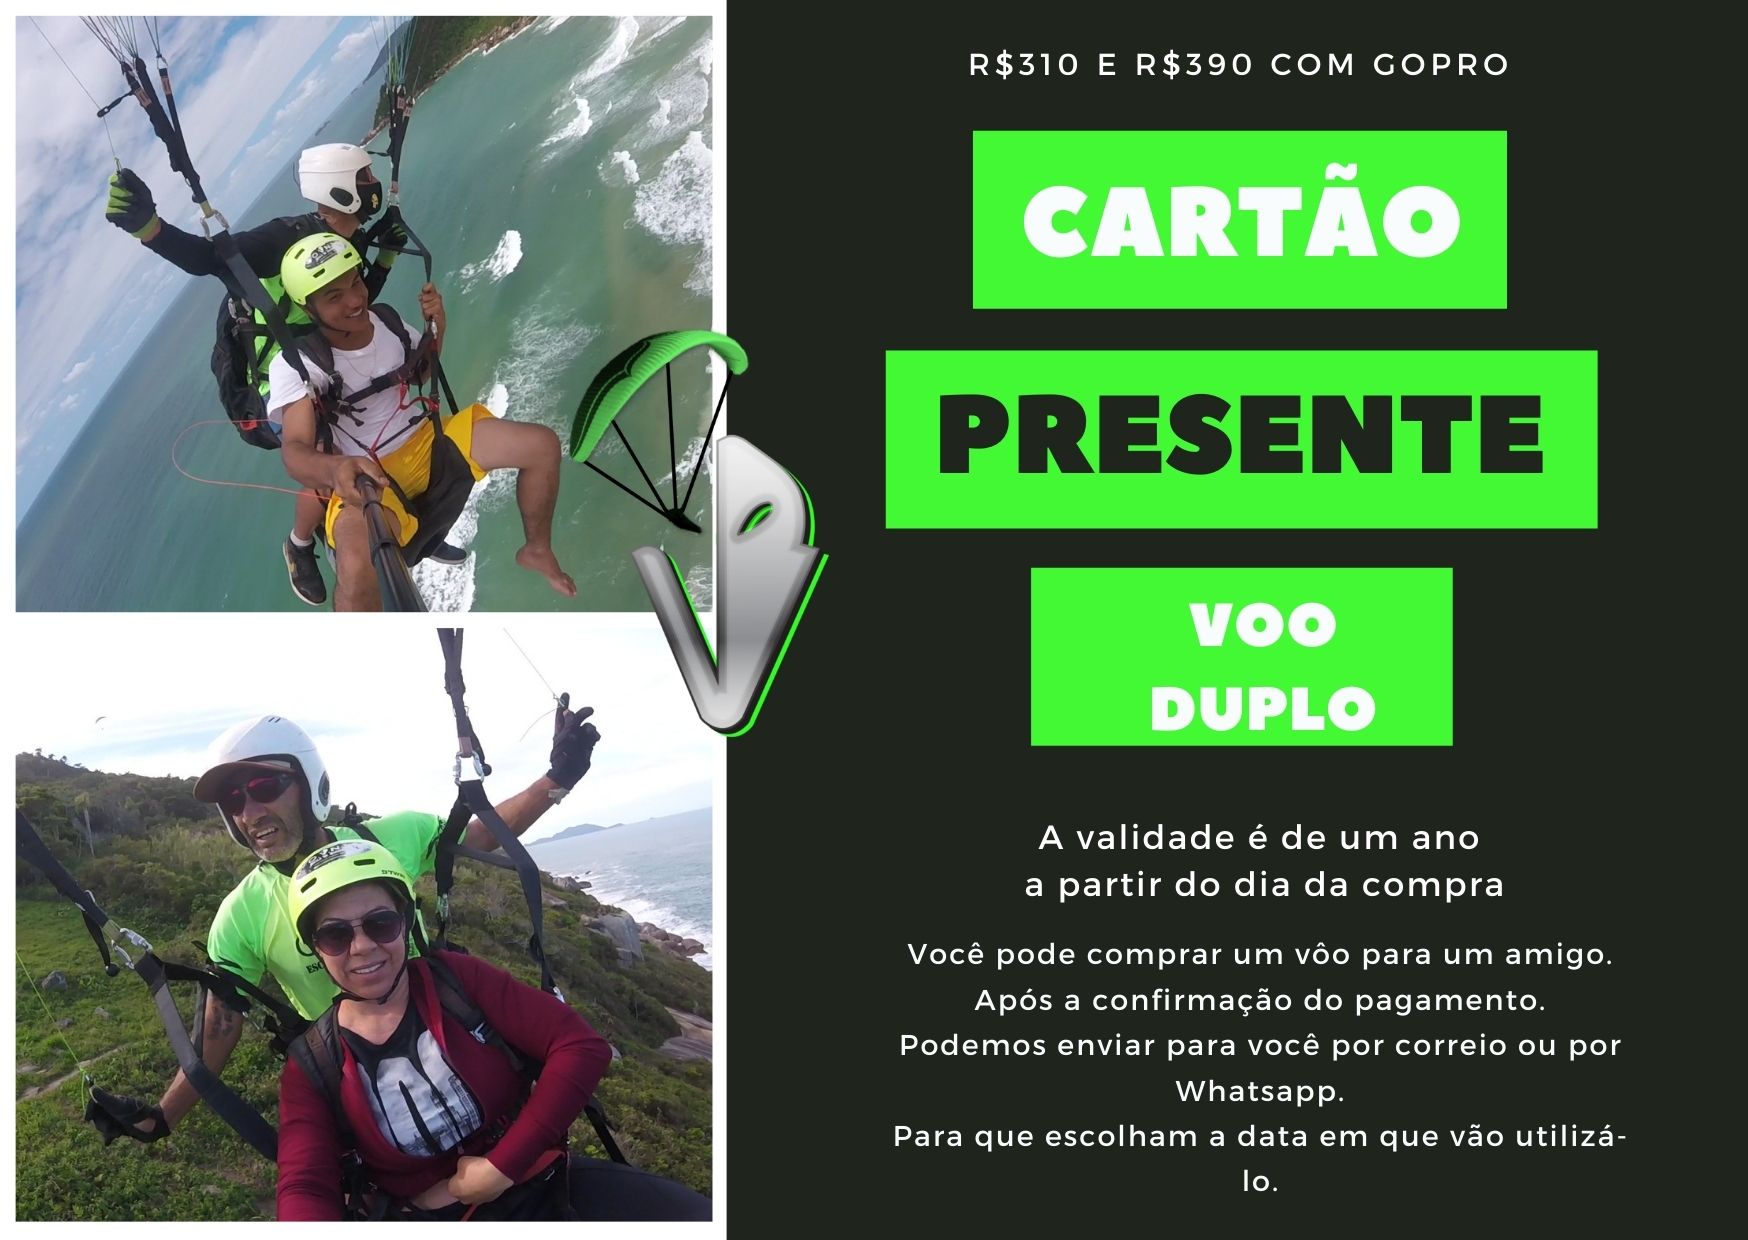 R$310 E R$390 COM GOPRO
CARTÃO
PRESENTE
VOO
DUPLO
A validade é de um ano
a partir do dia da compra
Você pode comprar um vôo para um amigo.
Após a confirmação do pagamento.
Podemos enviar para você por correio ou por
Whatsapp.
Para que escolham a data em que vão utilizá-
lo.